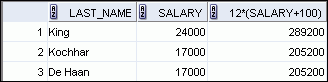 LAST_NAME SALARY 12*(SALARY+100)
1 King 24000 289200
2 Kochhar 17000 205200
3 De Haan 17000 205200